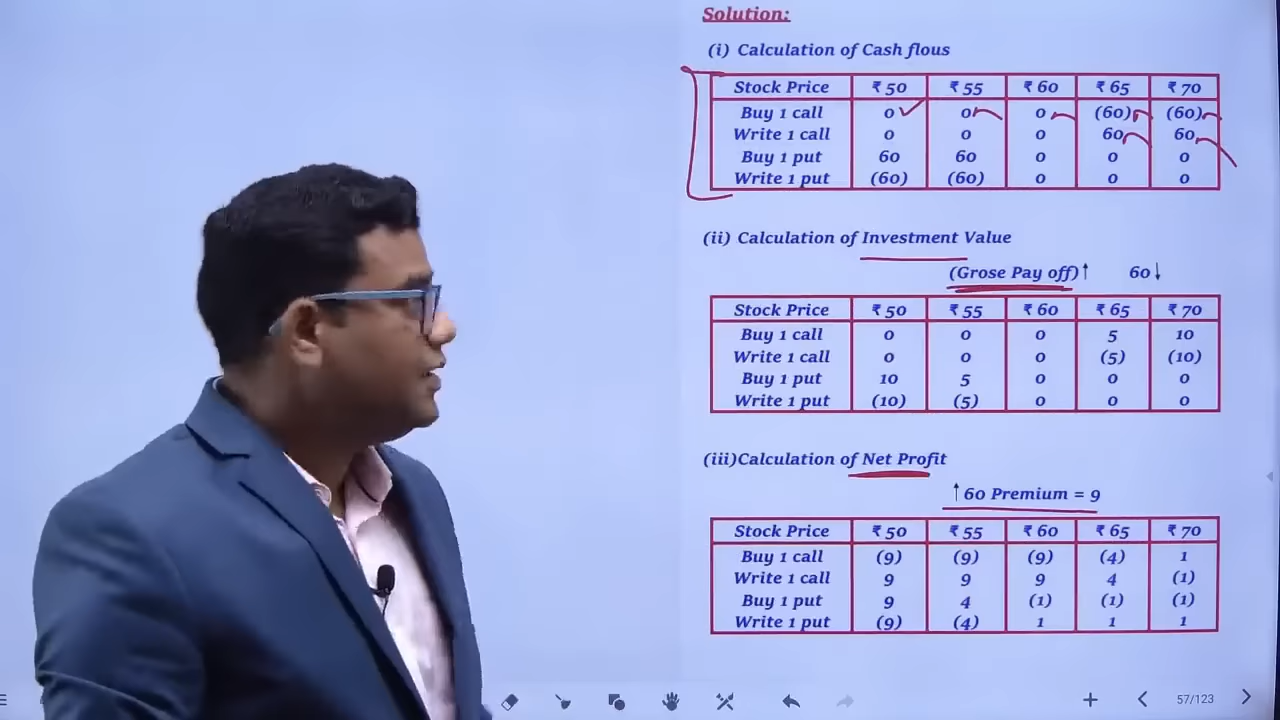 Solution:
(i) Calculation of Cash flous
Stock Price ₹ 50 ₹ 55 ₹ 60 ₹ 65 ₹ 70
Buy 1 call 0 0 0 (60) (60)
Write 1 call 0 0 0 60 60
Buy 1 put 60 60 0 0 0
Write 1 put (60) (60) 0 0 0
(ii) Calculation of Investment Value
(Grose Pay off)↑ 60↓
Stock Price ₹ 50 ₹ 55 ₹ 60 ₹ 65 ₹ 70
Buy 1 call 0 0 0 5 10
Write 1 call 0 0 0 (5) (10)
Buy 1 put 10 5 0 0 0
Write 1 put (10) (5) 0 0 0
(iii)Calculation of Net Profit
↑60 Premium = 9
Stock Price ₹ 50 ₹ 55 ₹ 60 ₹ 65 ₹ 70
Buy 1 call (9) (9) (9) (4) 1
Write 1 call 9 9 9 4 (1)
Buy 1 put 9 4 (1) (1) (1)
Write 1 put (9) (4) 1 1 1
57/123